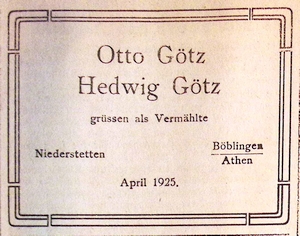 Otto Götz
Hedwig Götz
grüssen als Vermählte
Niederstetten
Böblingen
Athen
April 1925.